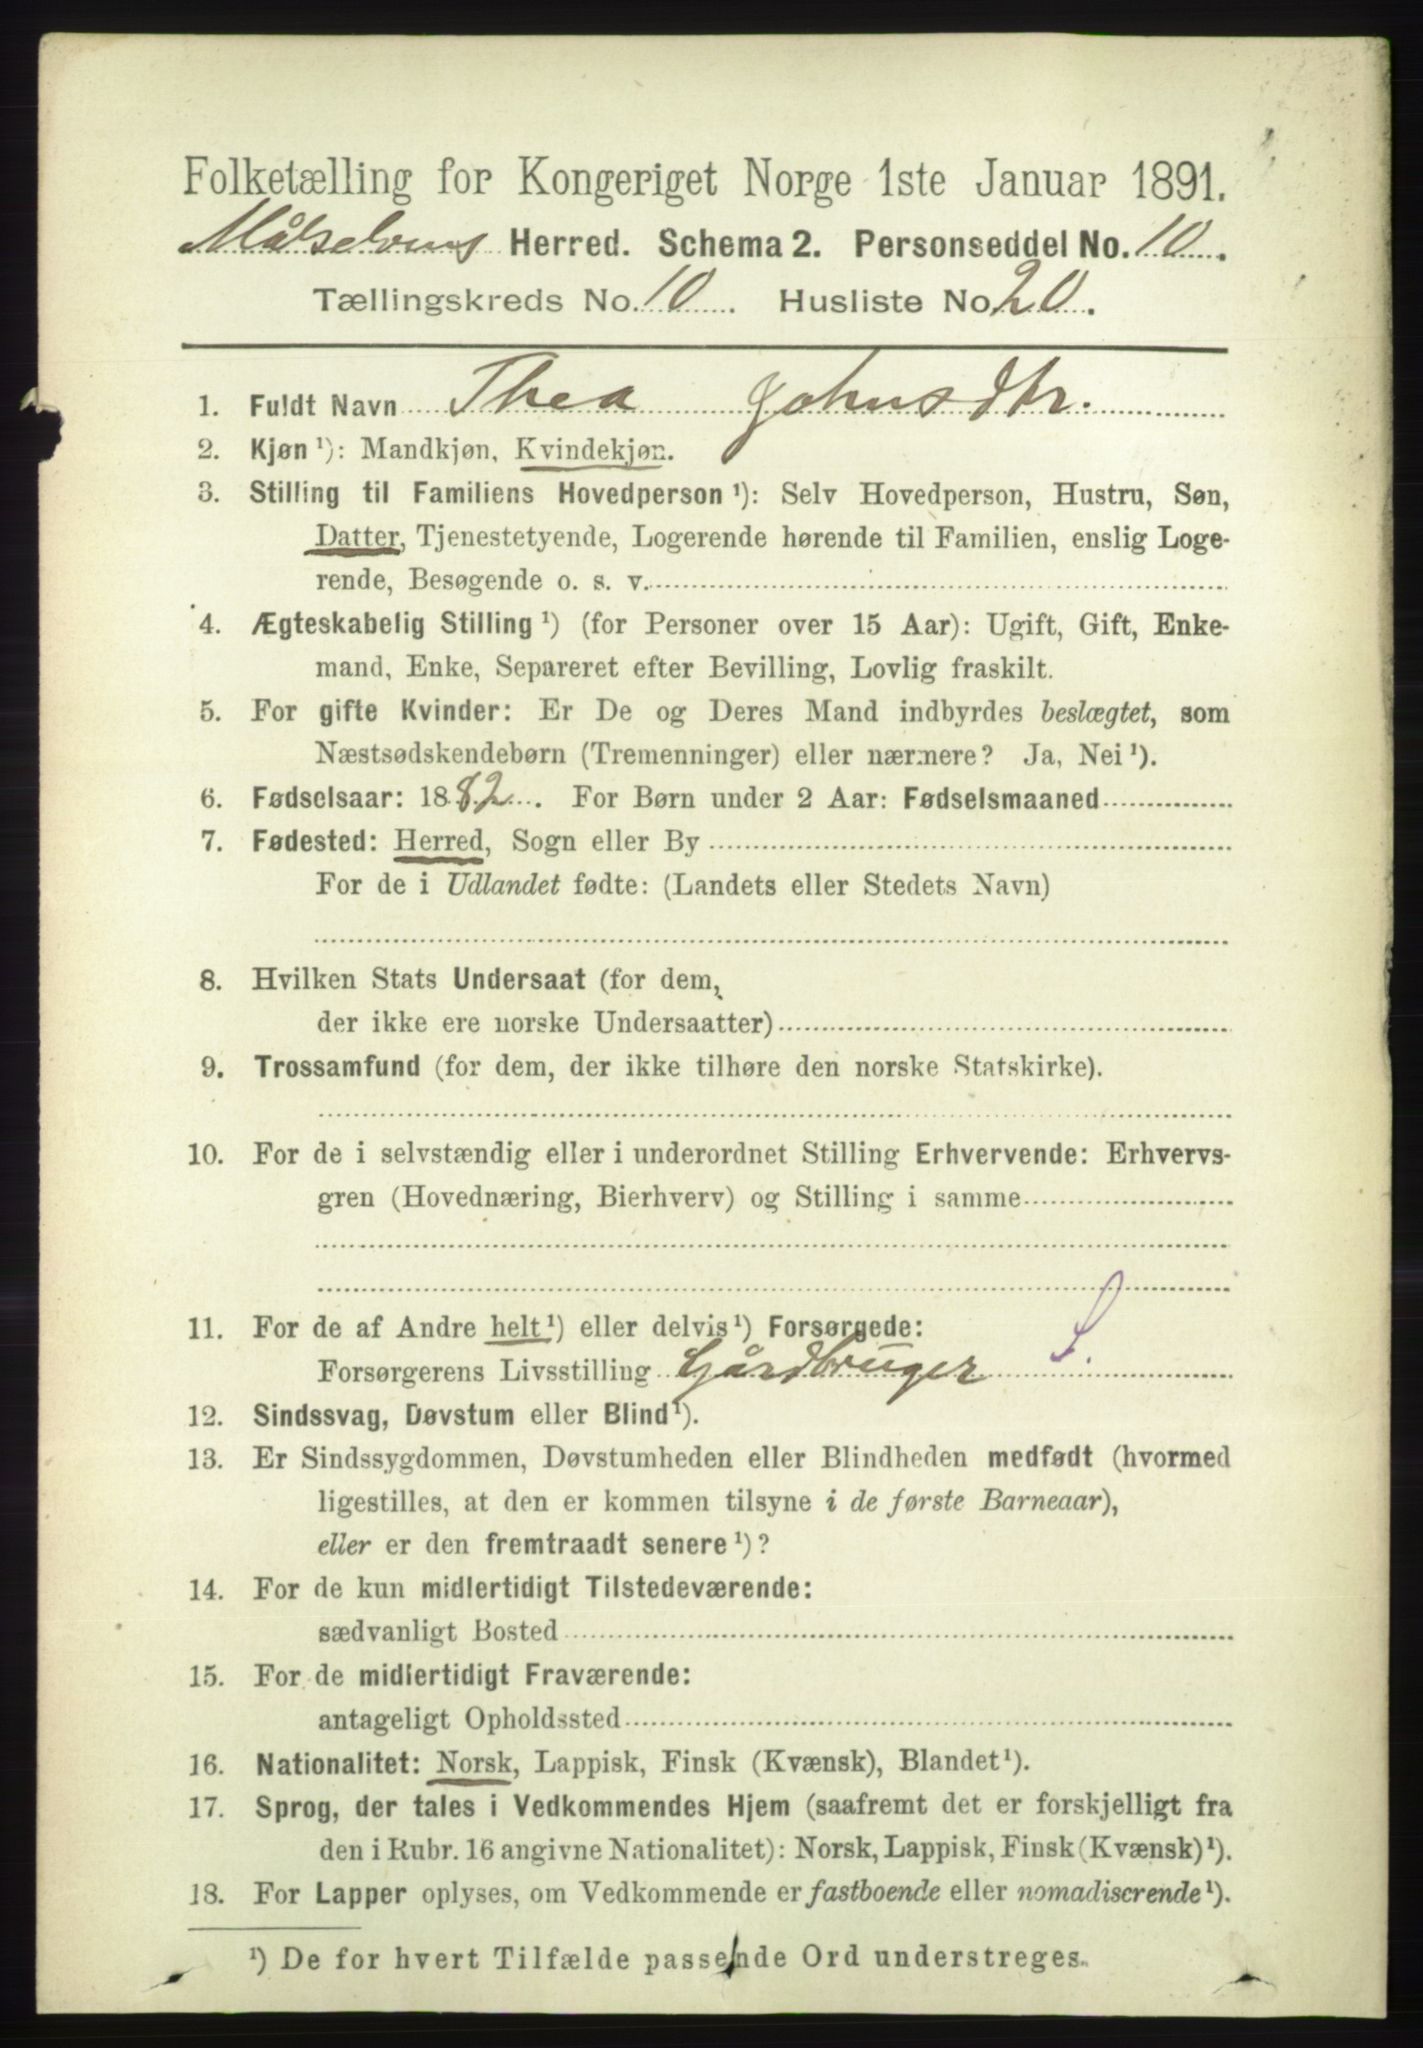 Folketælling for Kongeriget Norge 1ste Januar 1891.
Målselvens Herred. Schema 2. Personseddel No. 10.
Tællingskreds No. 10. Husliste No. 20.
1. Fuldt Navn Thea Johnsdtr.
2. Kjøn ¹): Mandkjøn, Kvindekjøn.
3. Stilling til Familiens Hovedperson ¹): Selv Hovedperson, Hustru, Søn,
Datter, Tjenestetyende, Logerende hørende til Familien, enslig Loge-
rende, Besøgende o. s. v.
4. Ægteskabelig Stilling ¹) (for Personer over 15 Aar): Ugift, Gift, Enke-
mand, Enke, Separeret efter Bevilling, Lovlig fraskilt.
5. For gifte Kvinder: Er De og Deres Mand indbyrdes beslægtet, som
Næstsødskendebørn (Tremenninger) eller nærmere? Ja, Nei ¹).
6. Fødselsaar: 1882. For Børn under 2 Aar: Fødselsmaaned
7. Fødested: Herred, Sogn eller By
For de i Udlandet fødte: (Landets eller Stedets Navn)
8. Hvilken Stats Undersaat (for dem,
der ikke ere norske Undersaatter)
9. Trossamfund (for dem, der ikke tilhøre den norske Statskirke).
10. For de i selvstændig eller i underordnet Stilling Erhvervende: Erhvervs-
gren (Hovednæring, Bierhverv) og Stilling i samme
11. For de af Andre helt ¹) eller delvis ¹) Forsørgede:
Forsørgerens Livsstilling Gårdbruger S.
12. Sindssvag, Døvstum eller Blind ¹).
13. Er Sindssygdommen, Døvstumheden eller Blindheden medfødt (hvormed
ligestilles, at den er kommen tilsyne i de første Barneaar),
eller er den fremtraadt senere ¹)?
14. For de kun midlertidigt Tilstedeværende:
sædvanligt Bosted
15. For de midlertidigt Fraværende:
antageligt Opholdssted
16. Nationalitet: Norsk, Lappisk, Finsk (Kvænsk), Blandet ¹).
17. Sprog, der tales i Vedkommendes Hjem (saafremt det er forskjelligt fra
den i Rubr. 16 angivne Nationalitet): Norsk, Lappisk, Finsk (Kvænsk) ¹).
18. For Lapper oplyses, om Vedkommende er fastboende eller nomadiserende ¹).
¹) De for hvert Tilfælde passende Ord understreges.